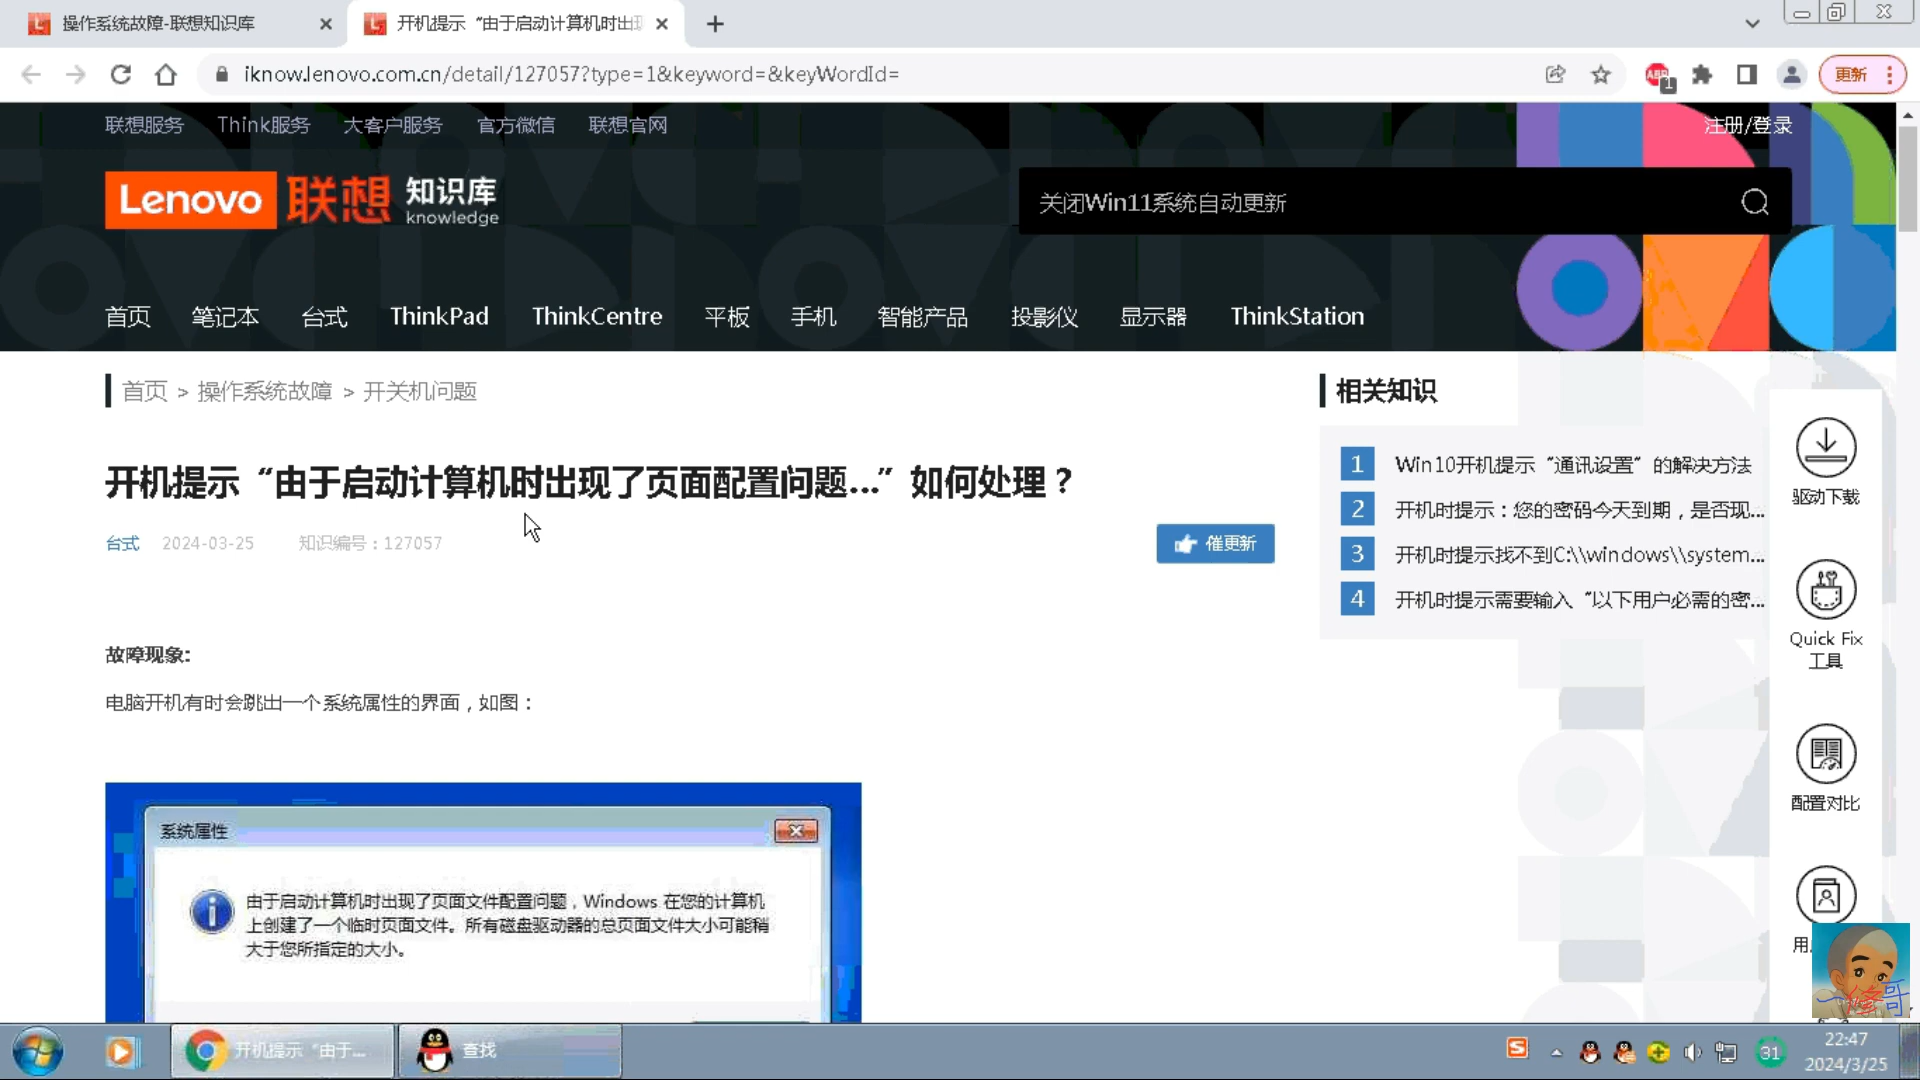 操作系统故障-联想知识库
开机提示“由于启动计算机时出
iknow.lenovo.com.cn/detail/127057?type=1&keyword=&keyWordId=
ABP 1
更新
联想服务 Think服务 大客户服务 官方微信 联想官网
注册/登录
Lenovo 联想 知识库
knowledge
关闭Win11系统自动更新
首页 笔记本 台式 ThinkPad ThinkCentre 平板 手机 智能产品 投影仪 显示器 ThinkStation
首页 > 操作系统故障 > 开关机问题
开机提示“由于启动计算机时出现了页面配置问题...”如何处理？
台式 2024-03-25 知识编号：127057
催更新
故障现象:
电脑开机有时会跳出一个系统属性的界面，如图：
系统属性
由于启动计算机时出现了页面文件配置问题，Windows 在您的计算机
上创建了一个临时页面文件。所有磁盘驱动器的总页面文件大小可能稍
大于您所指定的大小。
相关知识
1 Win10开机提示“通讯设置”的解决方法
2 开机时提示：您的密码今天到期，是否现...
3 开机时提示找不到C:\\windows\\system...
4 开机时提示需要输入“以下用户必需的密...
驱动下载
Quick Fix
工具
配置对比
用
一修哥
开机提示“由于...
查找
S
31
22:47
2024/3/25